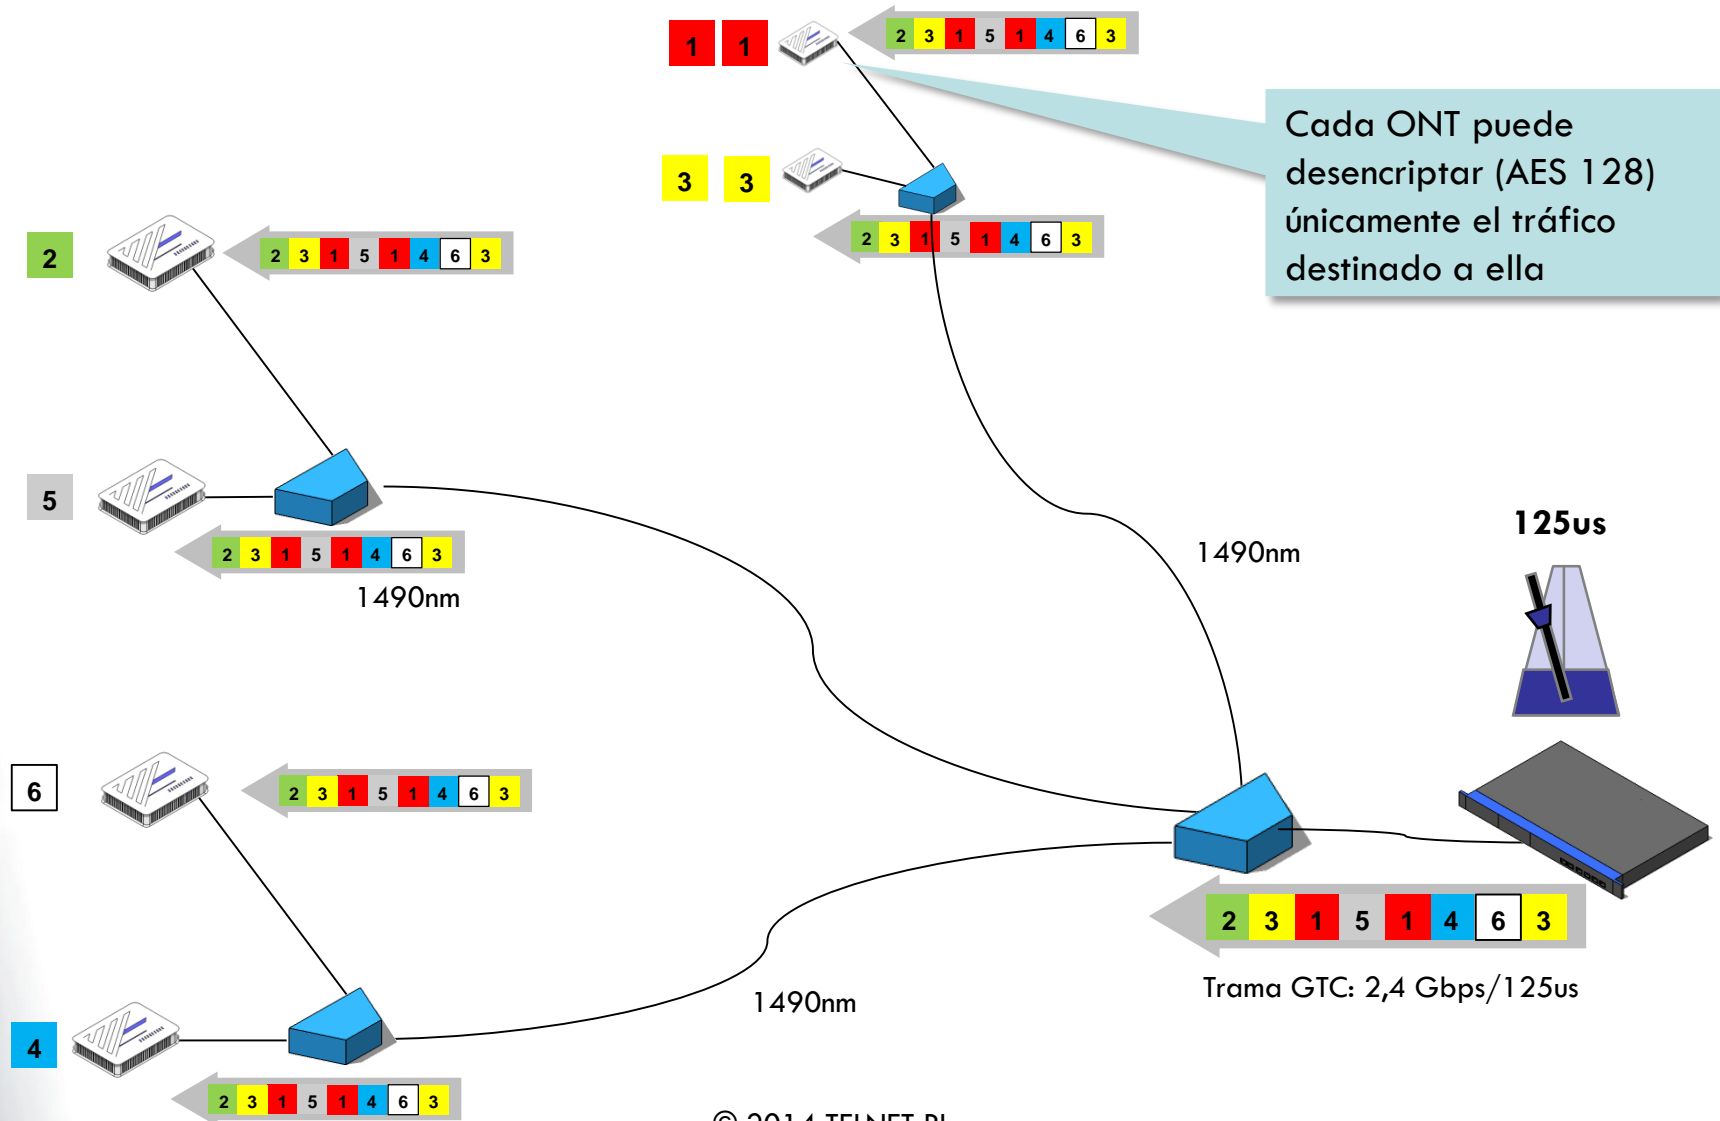 1 1
2 3 1 5 1 4 6 3
Cada ONT puede
desencriptar (AES 128)
únicamente el tráfico
destinado a ella
3 3
2 3 1 5 1 4 6 3
2
2 3 1 5 1 4 6 3
5
2 3 1 5 1 4 6 3
1490nm
1490nm
125us
6
2 3 1 5 1 4 6 3
2 3 1 5 1 4 6 3
Trama GTC: 2,4 Gbps/125us
1490nm
4
2 3 1 5 1 4 6 3
© 2014 TELNET RI